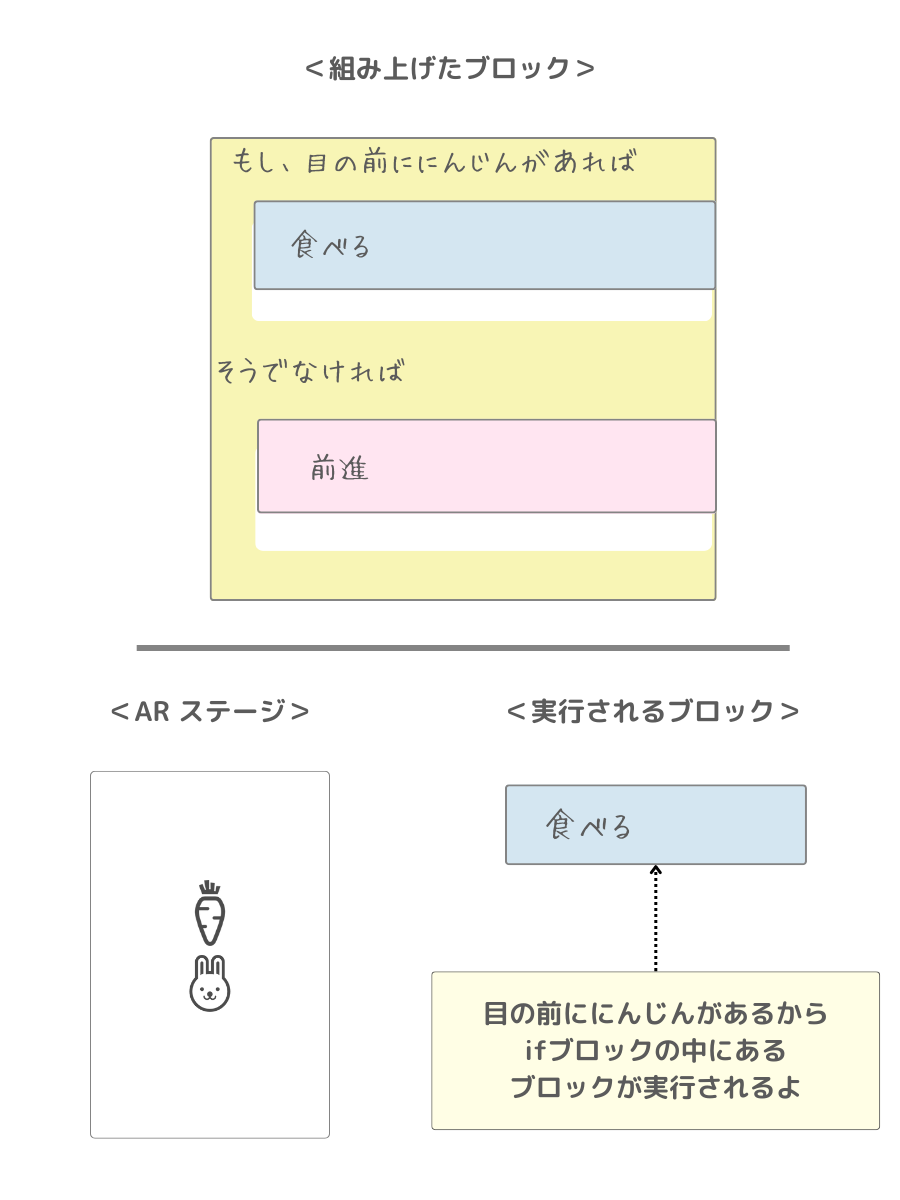 ＜組み上げたブロック＞
もし、目の前ににんじんがあれば
食べる
そうでなければ
前進
＜AR ステージ＞
＜実行されるブロック＞
食べる
目の前ににんじんがあるから
ifブロックの中にある
ブロックが実行されるよ